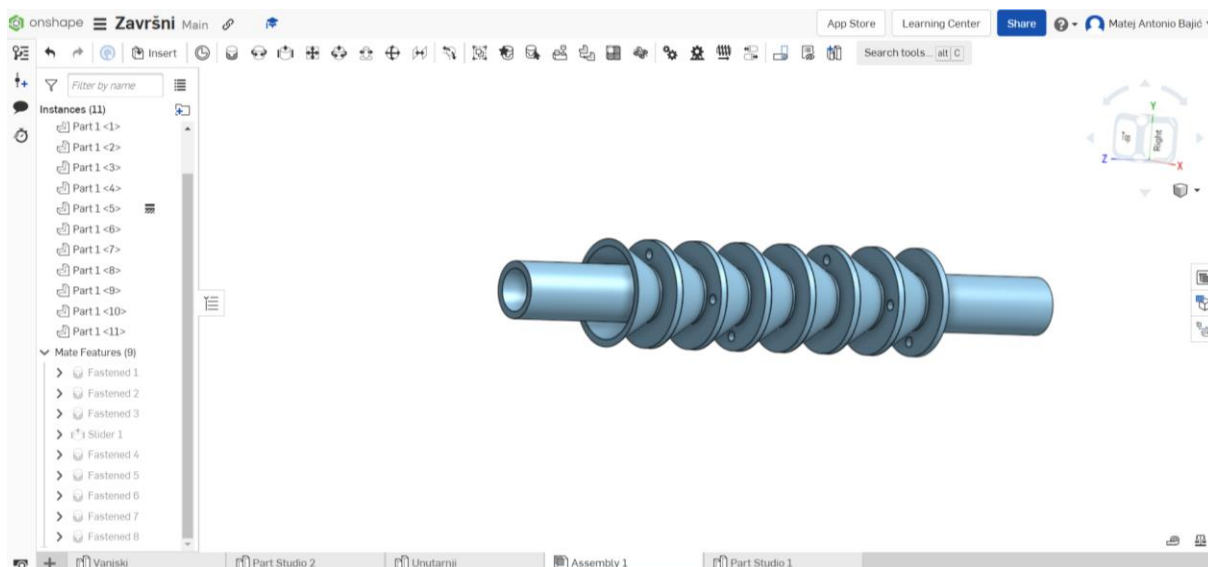 onshape Završni Main App Store Learning Center Share Matej Antonio Bajić
Insert Search tools... alt C
Filter by name
Instances (11)
Part 1 <1>
Part 1 <2>
Part 1 <3>
Part 1 <4>
Part 1 <5>
Part 1 <6>
Part 1 <7>
Part 1 <8>
Part 1 <9>
Part 1 <10>
Part 1 <11>
Mate Features (9)
Fastened 1
Fastened 2
Fastened 3
Slider 1
Fastened 4
Fastened 5
Fastened 6
Fastened 7
Fastened 8
Y
Right
Z
X
Vanjski Part Studio 2 Unutarnji Assembly 1 Part Studio 1